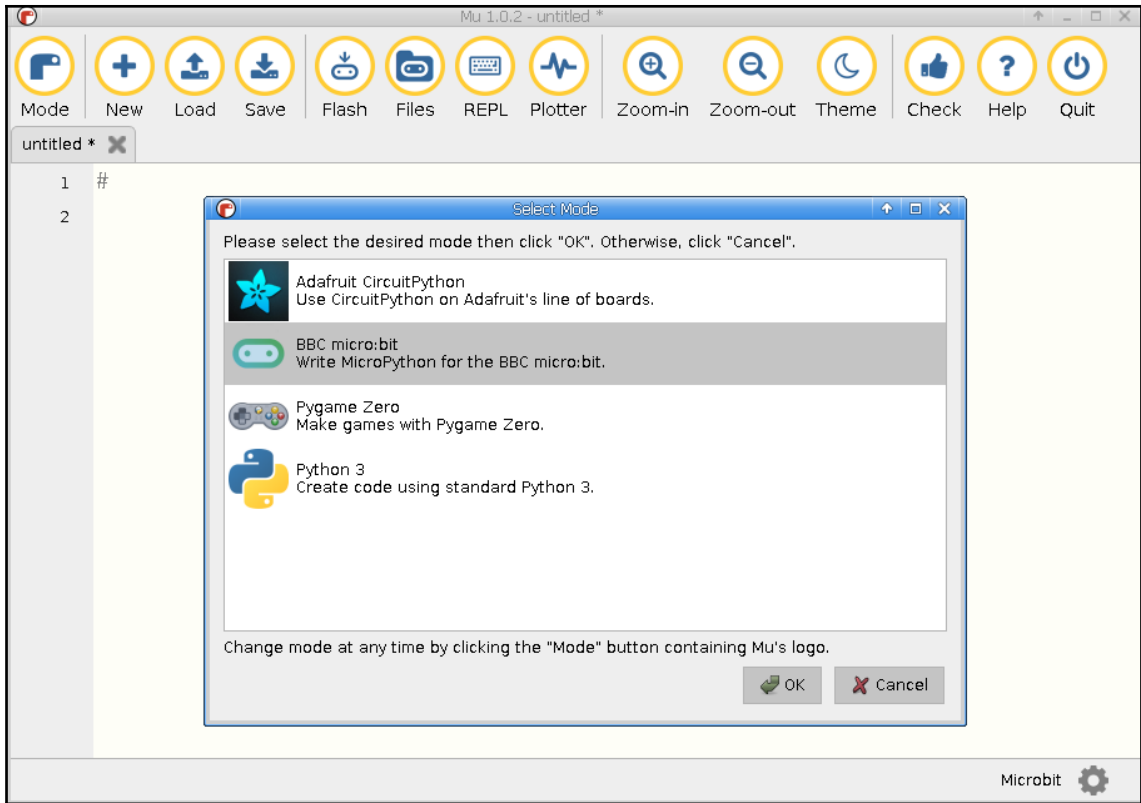 Mu 1.0.2 - untitled *
Mode New Load Save Flash Files REPL Plotter Zoom-in Zoom-out Theme Check Help Quit
untitled *
1 #
2
Select Mode
Please select the desired mode then click "OK". Otherwise, click "Cancel".
Adafruit CircuitPython
Use CircuitPython on Adafruit's line of boards.
BBC micro:bit
Write MicroPython for the BBC micro:bit.
Pygame Zero
Make games with Pygame Zero.
Python 3
Create code using standard Python 3.
Change mode at any time by clicking the "Mode" button containing Mu's logo.
OK Cancel
Microbit